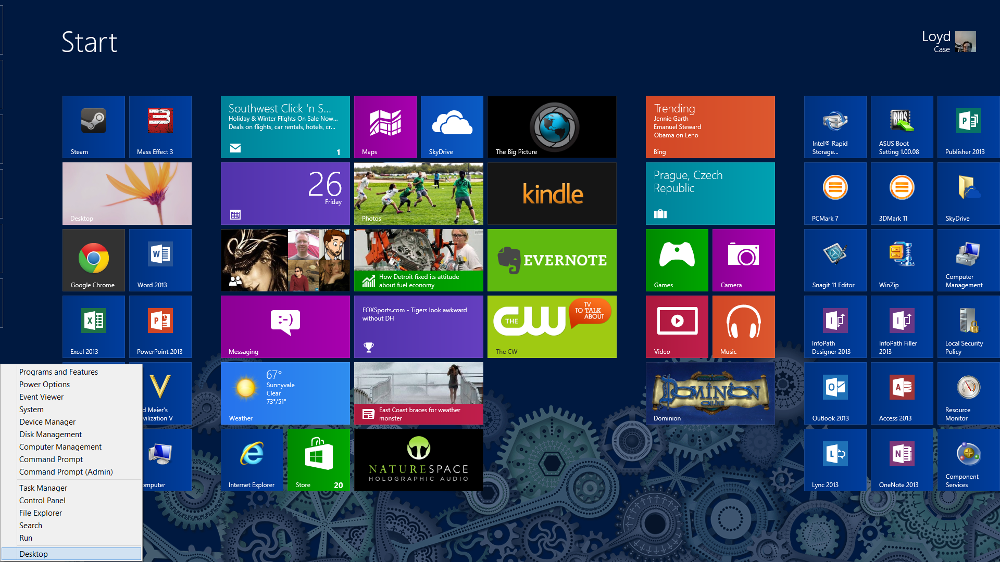 Start
Loyd
Case
Steam
Mass Effect 3
Desktop
Google Chrome
Word 2013
Excel 2013
PowerPoint 2013
d Meier's
vilization V
omputer
Southwest Click 'n S...
Holiday & Winter Flights On Sale Now...
Deals on flights, car rentals, hotels, cr...
1
Maps
SkyDrive
The Big Picture
26
Friday
Photos
kindle
How Detroit fixed its attitude
about fuel economy
EVERNOTE
:-)
Messaging
FOXSports.com - Tigers look awkward
without DH
THE CW
TV
TO TALK
ABOUT
The CW
67°
Sunnyvale
Clear
73°/51°
Weather
East Coast braces for weather
monster
Internet Explorer
Store
20
NATURESPACE
HOLOGRAPHIC AUDIO
Trending
Jennie Garth
Emanuel Steward
Obama on Leno
Bing
Prague, Czech
Republic
Games
Camera
Video
Music
DOMINION
ONLINE
Dominion
Intel® Rapid
Storage...
BIOS
ASUS Boot
Setting 1.00.08
Publisher 2013
PCMark 7
3DMark 11
SkyDrive
Snagit 11 Editor
WinZip
Computer
Management
InfoPath
Designer 2013
InfoPath Filler
2013
Local Security
Policy
Outlook 2013
Access 2013
Resource
Monitor
Lync 2013
OneNote 2013
Component
Services
Programs and Features
Power Options
Event Viewer
System
Device Manager
Disk Management
Computer Management
Command Prompt
Command Prompt (Admin)
Task Manager
Control Panel
File Explorer
Search
Run
Desktop